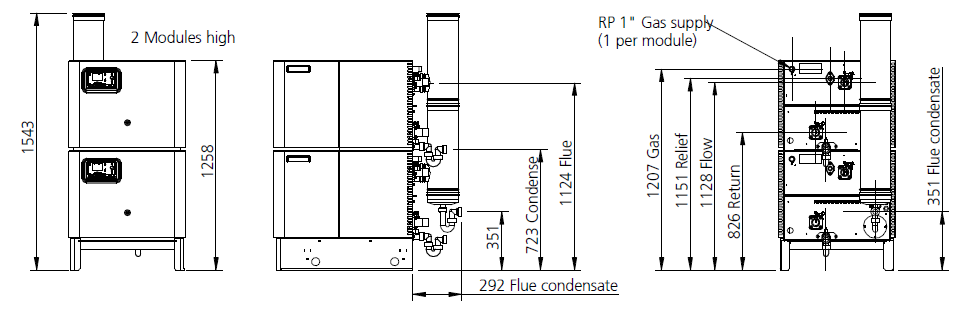 2 Modules high
1543
1258
1124 Flue
723 Condense
351
292 Flue condensate
RP 1" Gas supply
(1 per module)
1207 Gas
1151 Relief
1128 Flow
826 Return
351 Flue condensate